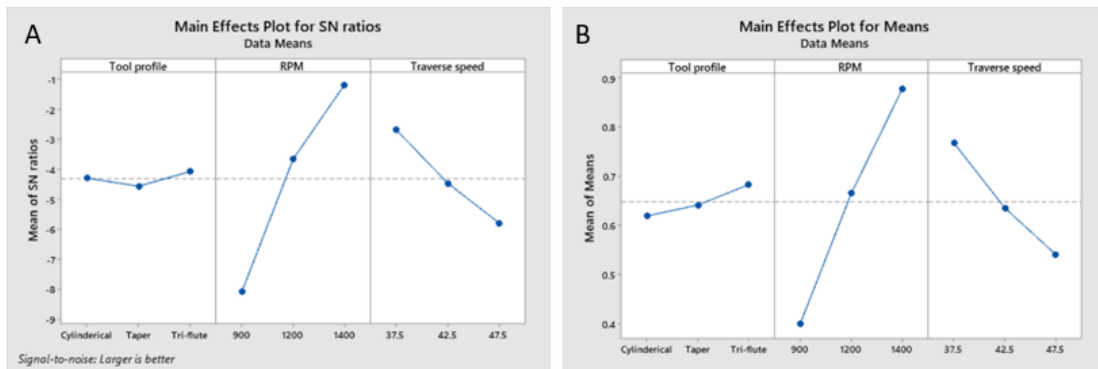 A
Main Effects Plot for SN ratios
Data Means
Tool profile RPM Traverse speed
Mean of SN ratios
-1
-2
-3
-4
-5
-6
-7
-8
-9
Cylinderical Taper Tri-flute 900 1200 1400 37.5 42.5 47.5
Signal-to-noise: Larger is better
B
Main Effects Plot for Means
Data Means
Tool profile RPM Traverse speed
Mean of Means
0.9
0.8
0.7
0.6
0.5
0.4
Cylinderical Taper Tri-flute 900 1200 1400 37.5 42.5 47.5